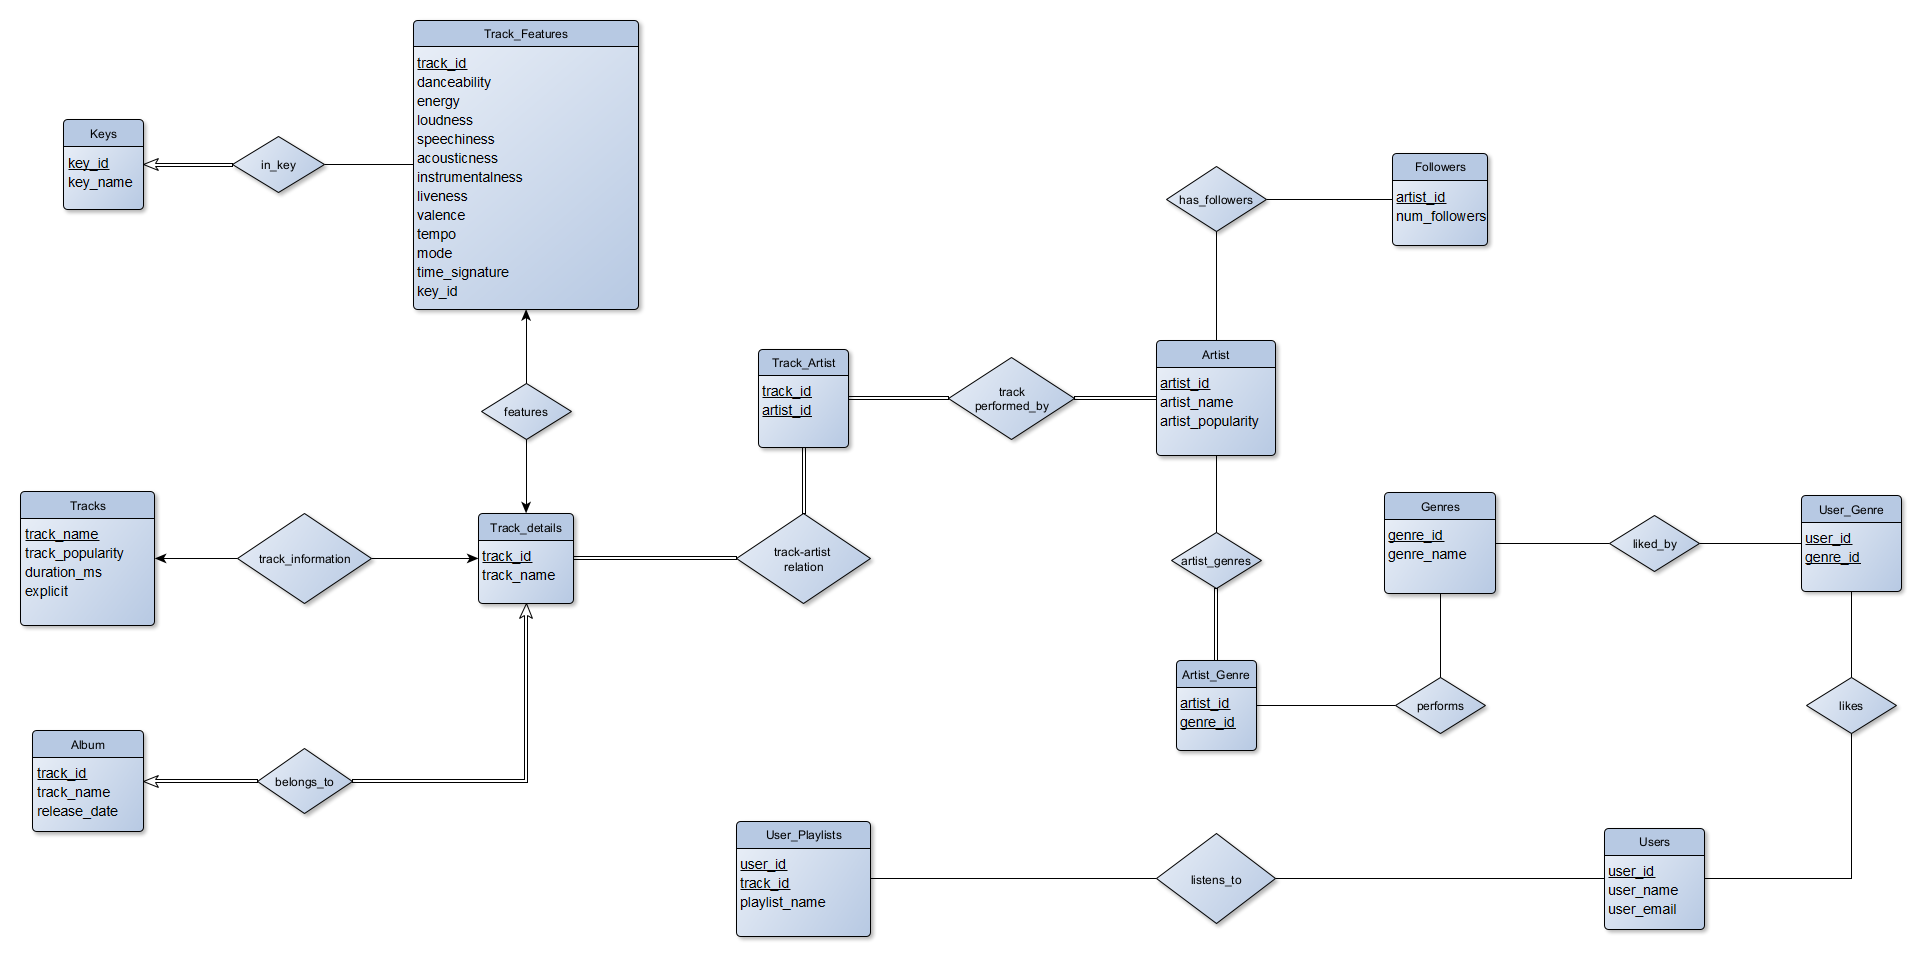 Track_Features
track_id
danceability
energy
loudness
speechiness
acousticness
instrumentalness
liveness
valence
tempo
mode
time_signature
key_id
Keys
key_id
key_name
in_key
features
Tracks
track_name
track_popularity
duration_ms
explicit
track_information
Track_details
track_id
track_name
Album
track_id
track_name
release_date
belongs_to
Track_Artist
track_id
artist_id
track-artist
relation
track
performed_by
Artist
artist_id
artist_name
artist_popularity
has_followers
Followers
artist_id
num_followers
artist_genres
Artist_Genre
artist_id
genre_id
performs
Genres
genre_id
genre_name
liked_by
User_Genre
user_id
genre_id
likes
Users
user_id
user_name
user_email
listens_to
User_Playlists
user_id
track_id
playlist_name